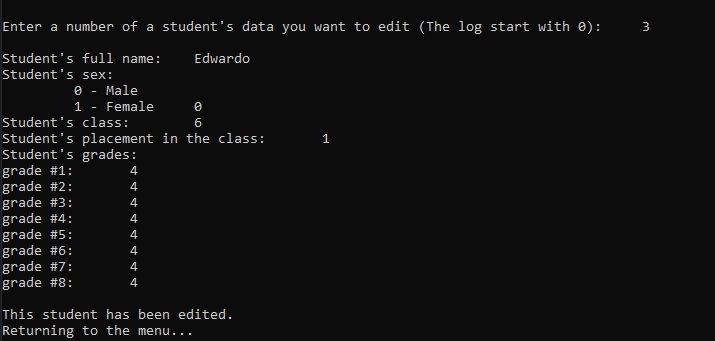 Enter a number of a student's data you want to edit (The log start with 0): 3
Student's full name: Edwardo
Student's sex:
0 - Male
1 - Female 0
Student's class: 6
Student's placement in the class: 1
Student's grades:
grade #1: 4
grade #2: 4
grade #3: 4
grade #4: 4
grade #5: 4
grade #6: 4
grade #7: 4
grade #8: 4
This student has been edited.
Returning to the menu...